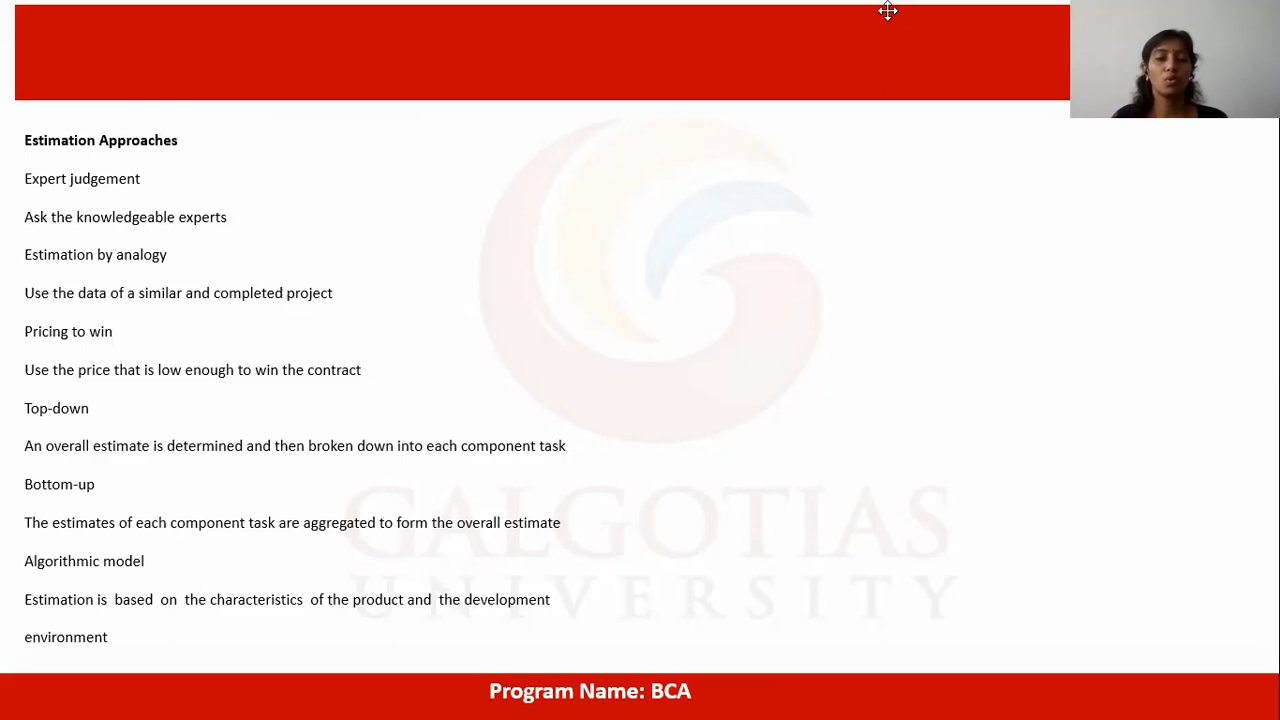 Estimation Approaches
Expert judgement
Ask the knowledgeable experts
Estimation by analogy
Use the data of a similar and completed project
Pricing to win
Use the price that is low enough to win the contract
Top-down
An overall estimate is determined and then broken down into each component task
Bottom-up
The estimates of each component task are aggregated to form the overall estimate
Algorithmic model
Estimation is based on the characteristics of the product and the development
environment
GALGOTIAS
UNIVERSITY
Program Name: BCA